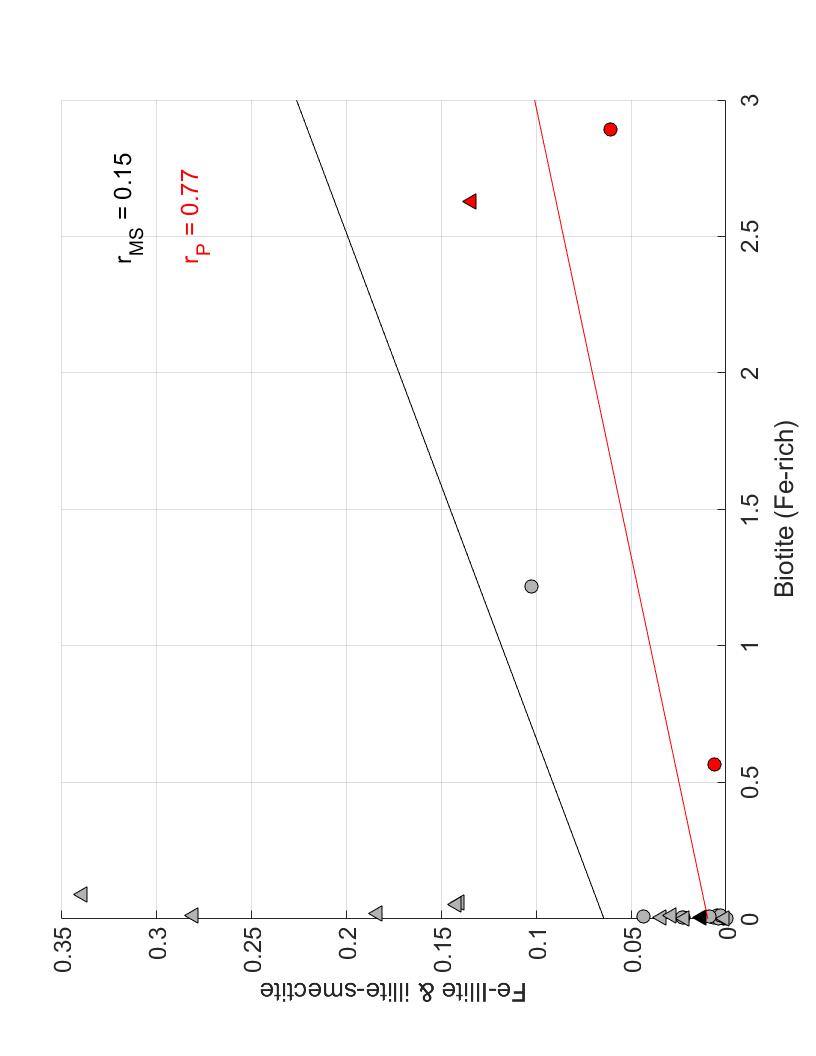 0.35
0.3
0.25
0.2
0.15
0.1
0.05
0
Fe-Illite & illite-smectite
r_MS = 0.15
r_P = 0.77
0 0.5 1 1.5 2 2.5 3
Biotite (Fe-rich)